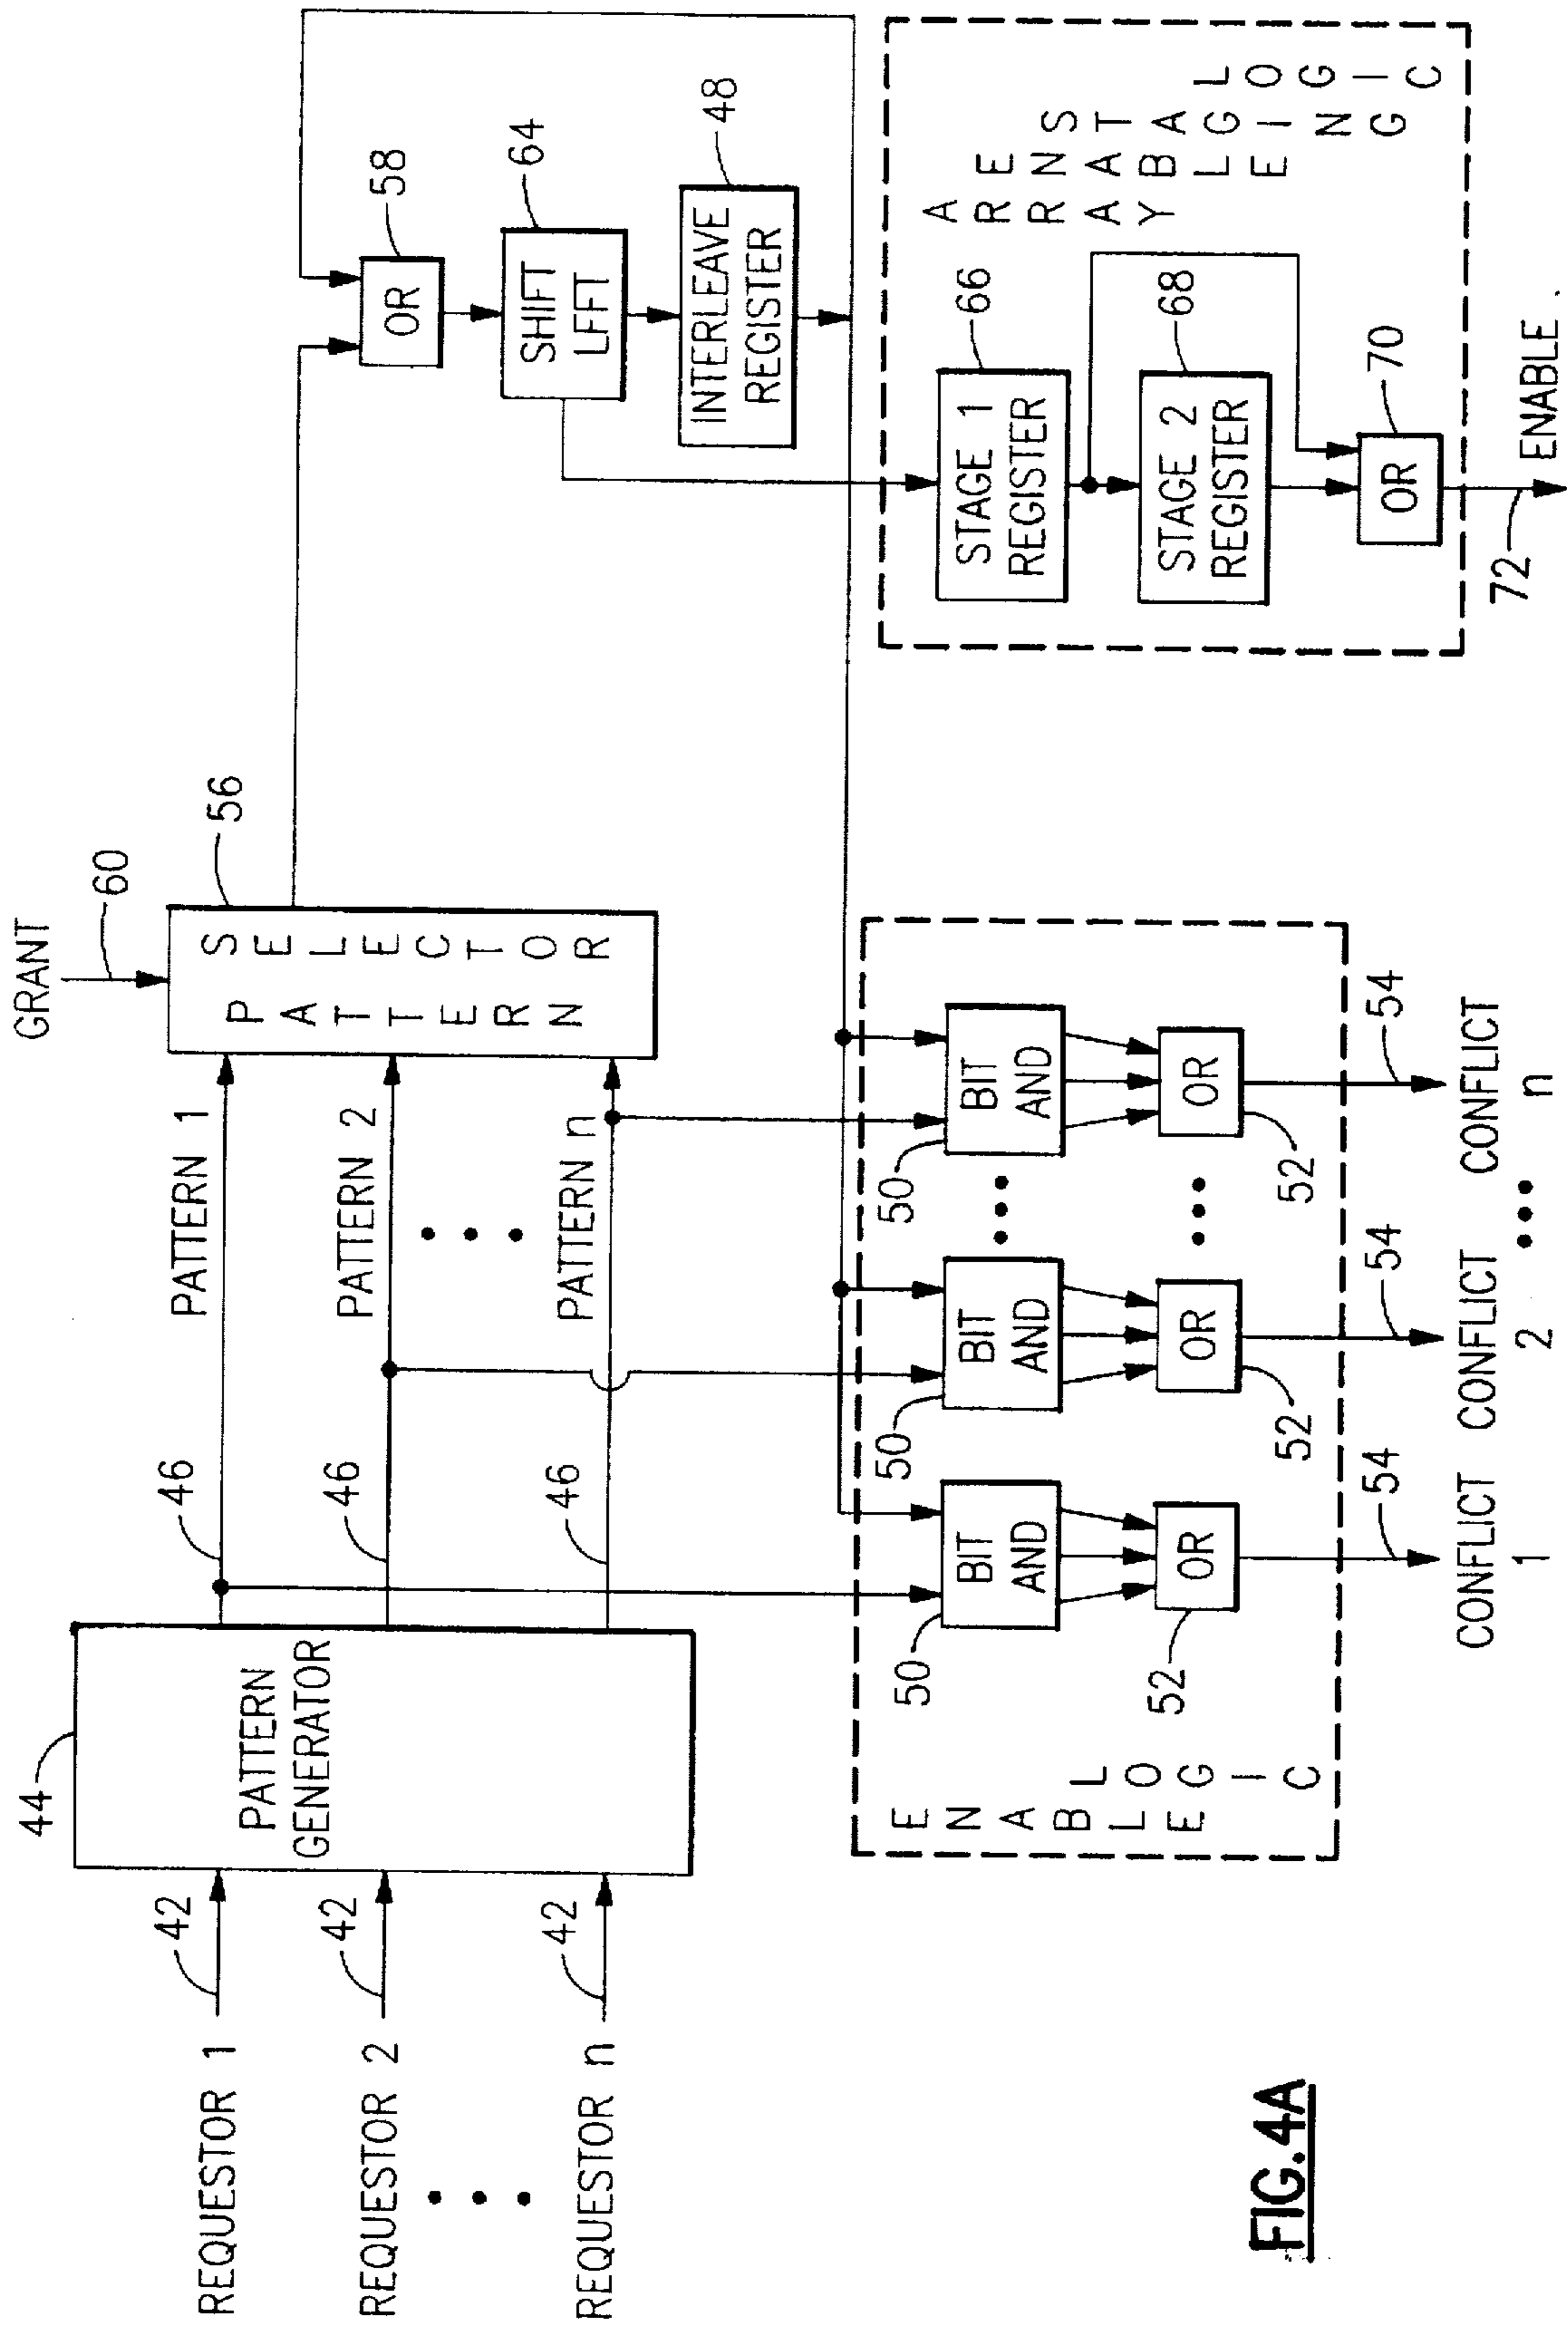 GRANT
60
56
SELECTOR
PATTERN
44
PATTERN
GENERATOR
REQUESTOR 1
42
46
PATTERN 1
REQUESTOR 2
42
46
PATTERN 2
REQUESTOR n
42
46
PATTERN n
58
OR
64
SHIFT
LFFT
48
INTERLEAVE
REGISTER
ENABLE
LOGIC
50
BIT
AND
50
BIT
AND
50
BIT
AND
52
OR
52
OR
52
OR
54
54
54
CONFLICT
1
CONFLICT
2
CONFLICT
n
ARRAY
ENABLE
STAGING
LOGIC
66
STAGE 1
REGISTER
68
STAGE 2
REGISTER
70
OR
72
ENABLE
FIG.4A